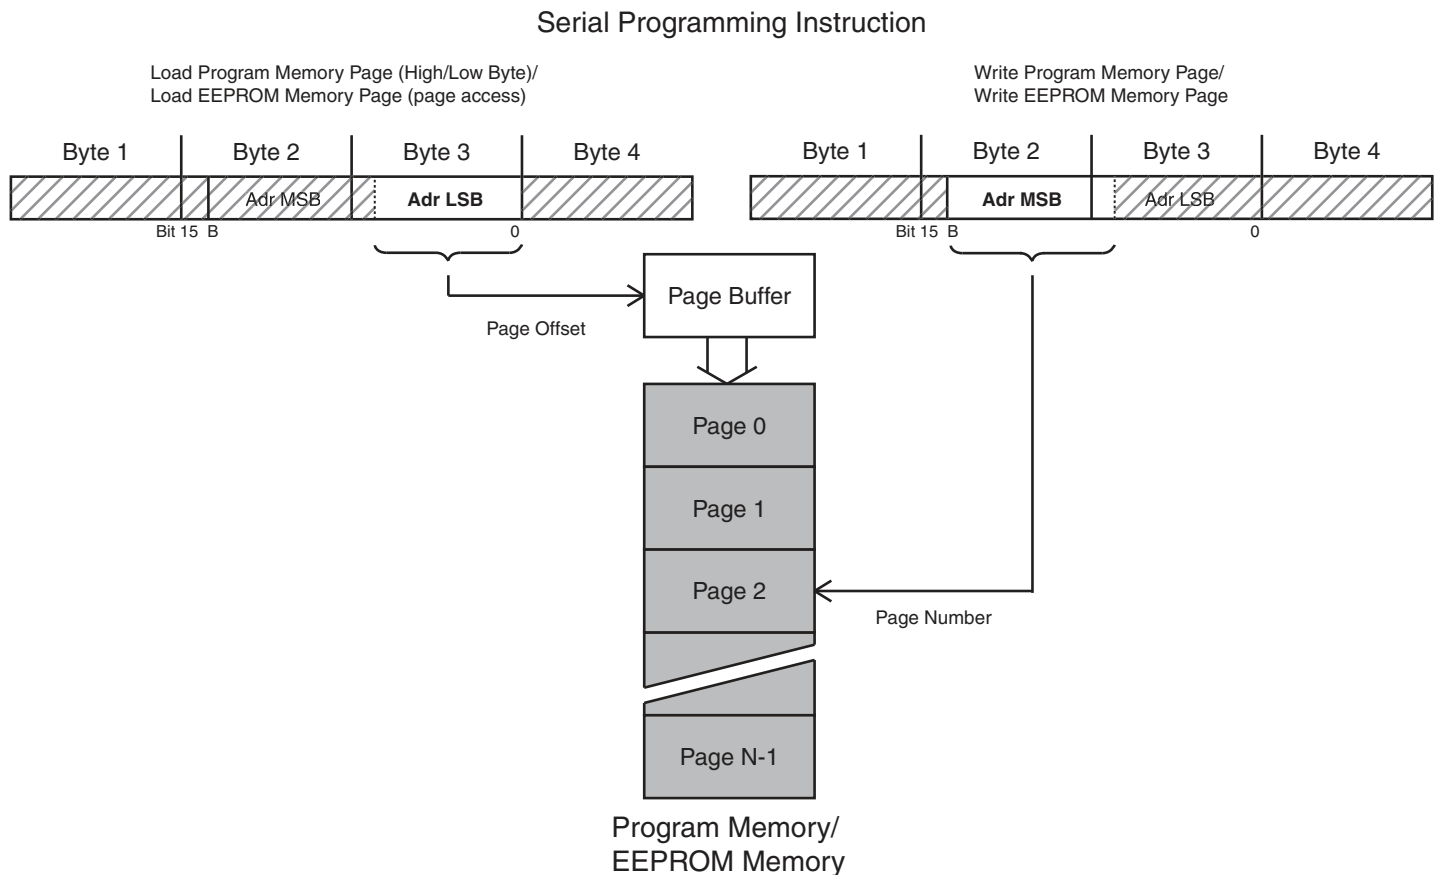 Serial Programming Instruction
Load Program Memory Page (High/Low Byte)/
Load EEPROM Memory Page (page access)
Write Program Memory Page/
Write EEPROM Memory Page
Byte 1 Byte 2 Byte 3 Byte 4
Adr MSB Adr LSB
Bit 15 B 0
Byte 1 Byte 2 Byte 3 Byte 4
Adr MSB Adr LSB
Bit 15 B 0
Page Buffer
Page Offset
Page 0
Page 1
Page 2
Page Number
Page N-1
Program Memory/
EEPROM Memory